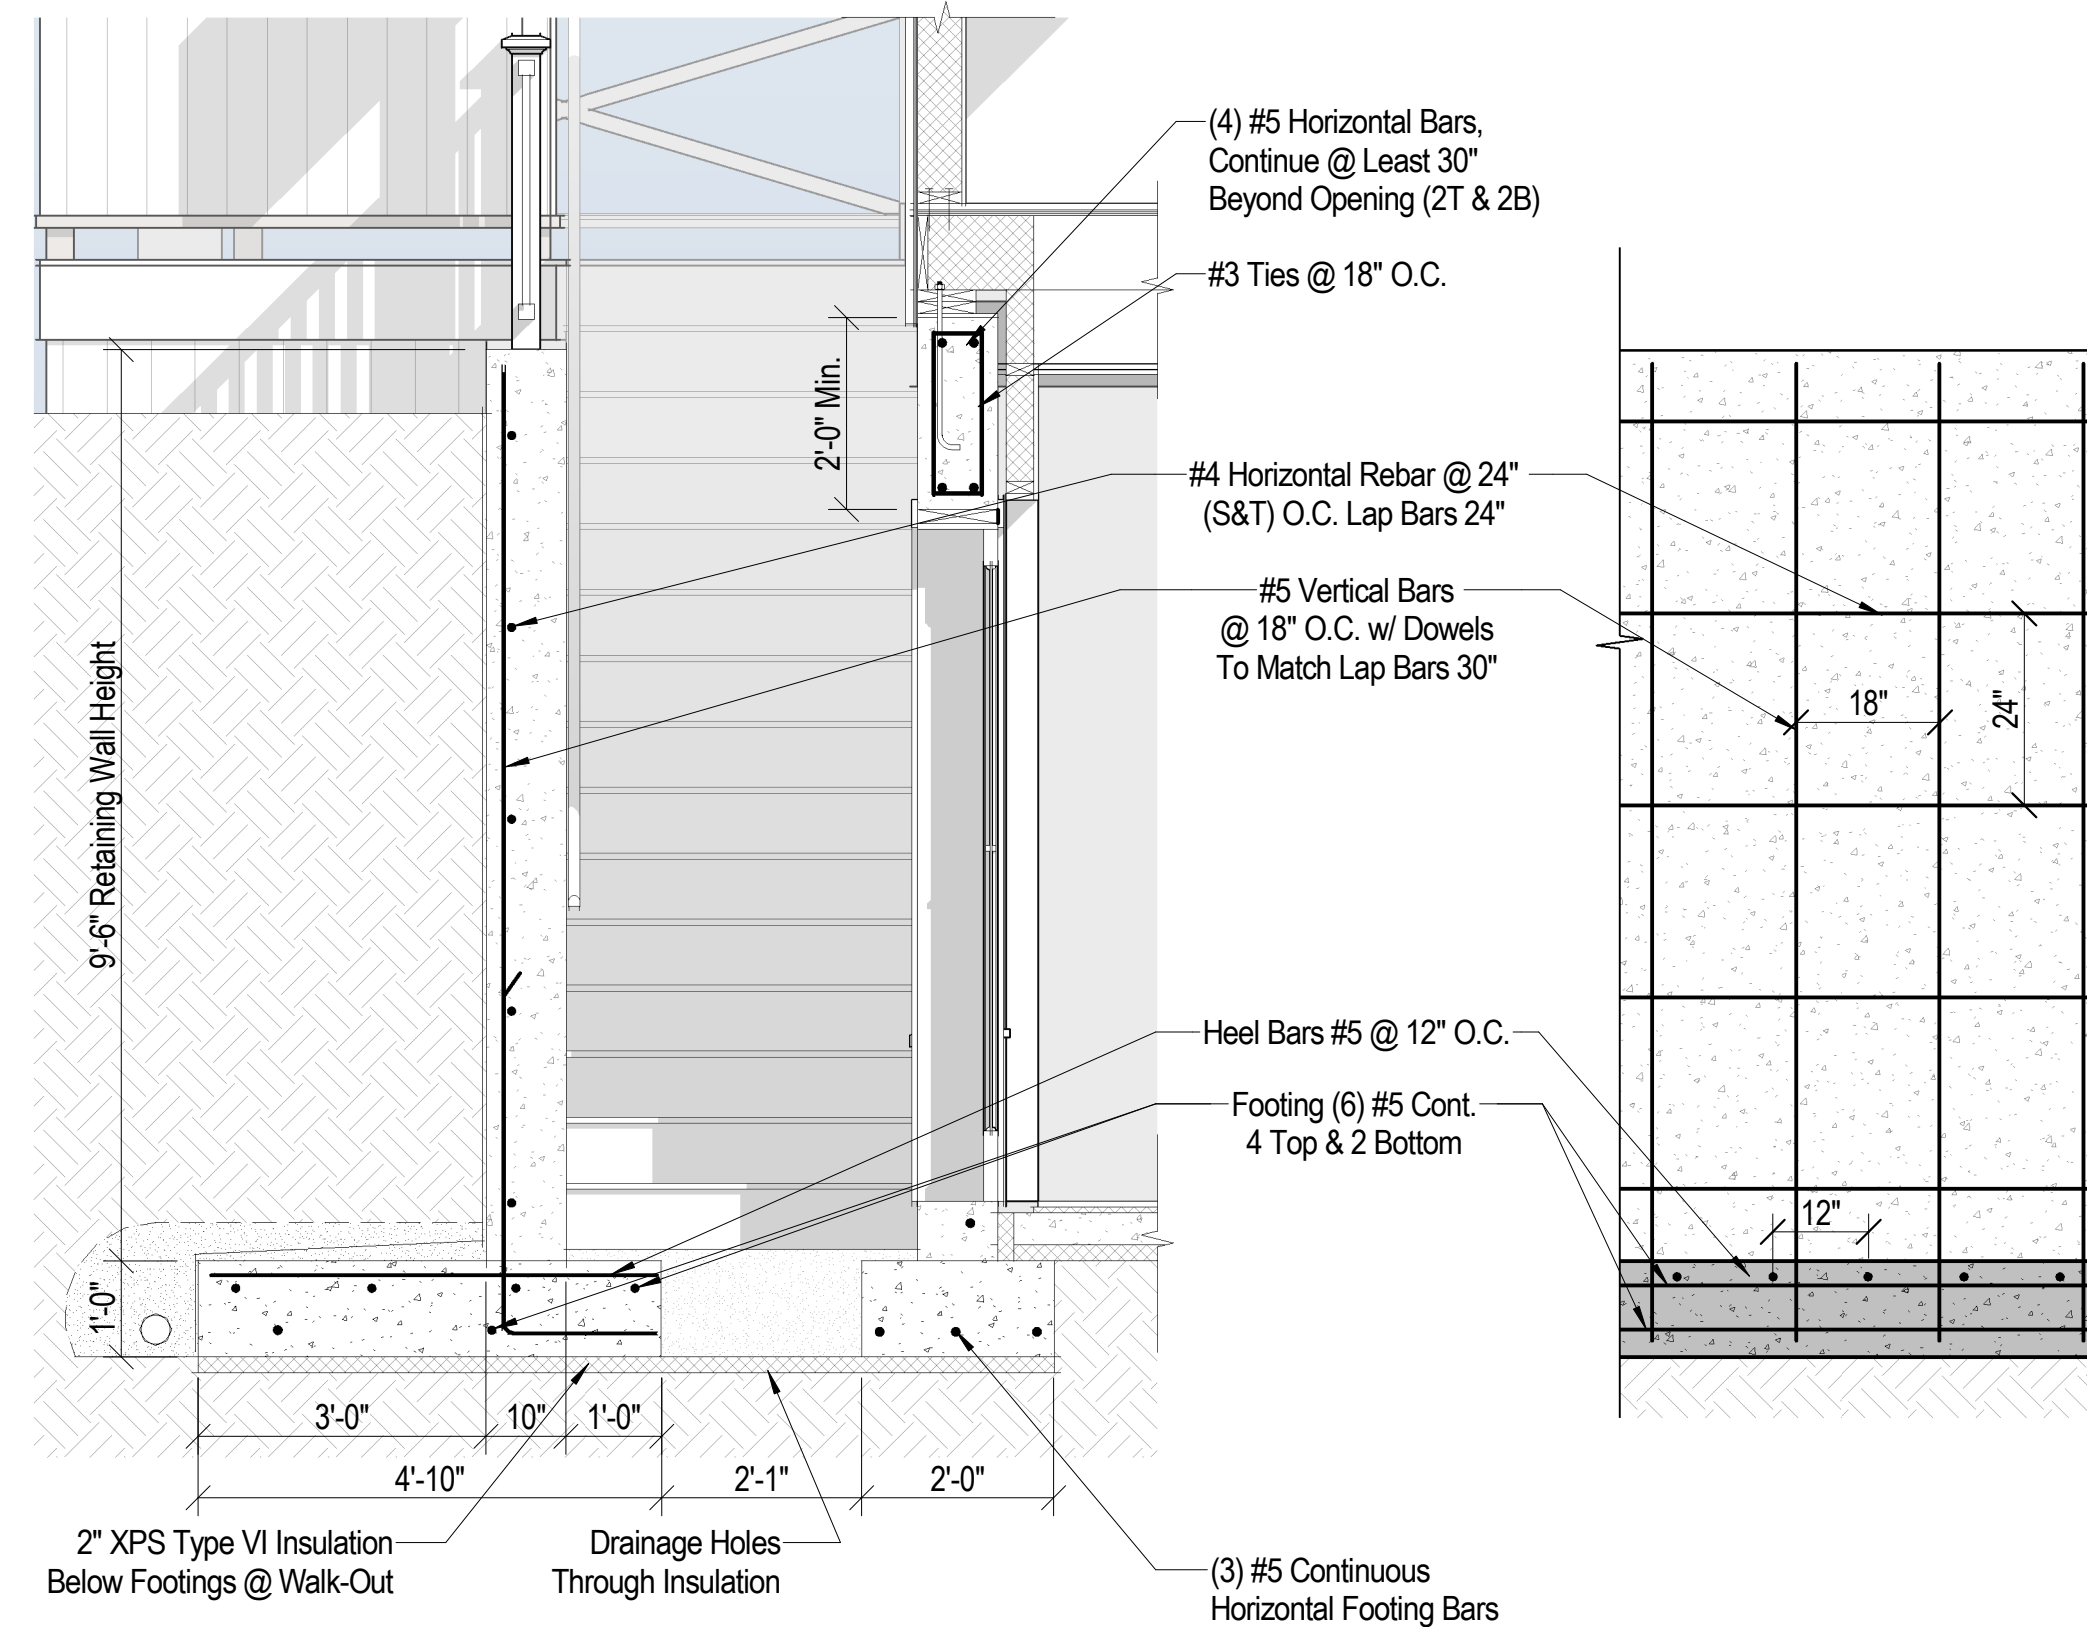 (4) #5 Horizontal Bars,
Continue @ Least 30"
Beyond Opening (2T & 2B)
#3 Ties @ 18" O.C.
2'-0" Min.
#4 Horizontal Rebar @ 24"
(S&T) O.C. Lap Bars 24"
#5 Vertical Bars
@ 18" O.C. w/ Dowels
To Match Lap Bars 30"
18"
24"
9'-6" Retaining Wall Height
Heel Bars #5 @ 12" O.C.
Footing (6) #5 Cont.
4 Top & 2 Bottom
12"
1'-0"
3'-0"
10"
1'-0"
4'-10"
2'-1"
2'-0"
2" XPS Type VI Insulation
Below Footings @ Walk-Out
Drainage Holes
Through Insulation
(3) #5 Continuous
Horizontal Footing Bars